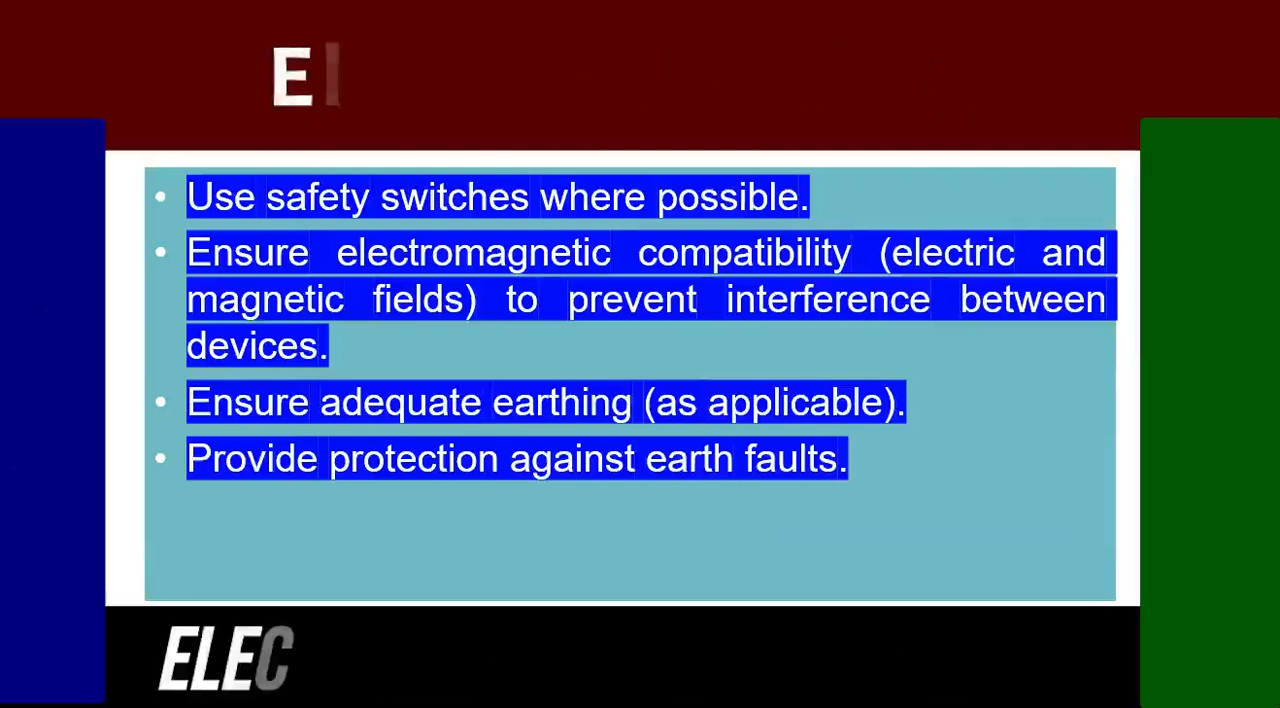 E
• Use safety switches where possible.
• Ensure electromagnetic compatibility (electric and
magnetic fields) to prevent interference between
devices.
• Ensure adequate earthing (as applicable).
• Provide protection against earth faults.
ELEC